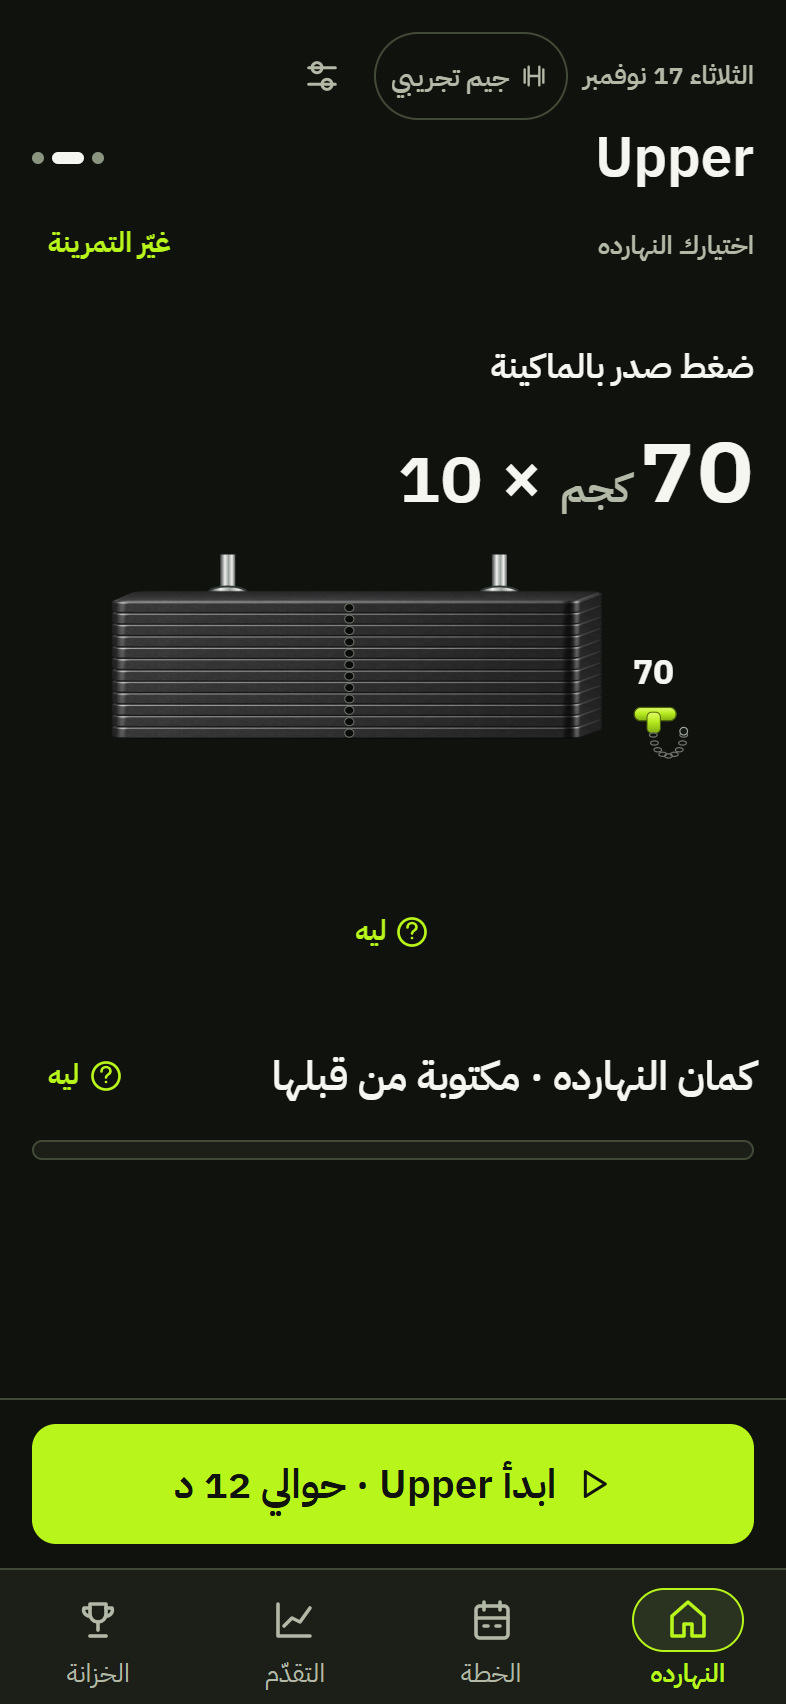 الثلاثاء 17 نوفمبر
جيم تجريبي
Upper
اختيارك النهارده
غيّر التمرينة
ضغط صدر بالماكينة
70 كجم × 10
70
ليه
كمان النهارده · مكتوبة من قبلها
ليه
ابدأ Upper · حوالي 12 د
النهارده
الخطة
التقدّم
الخزانة